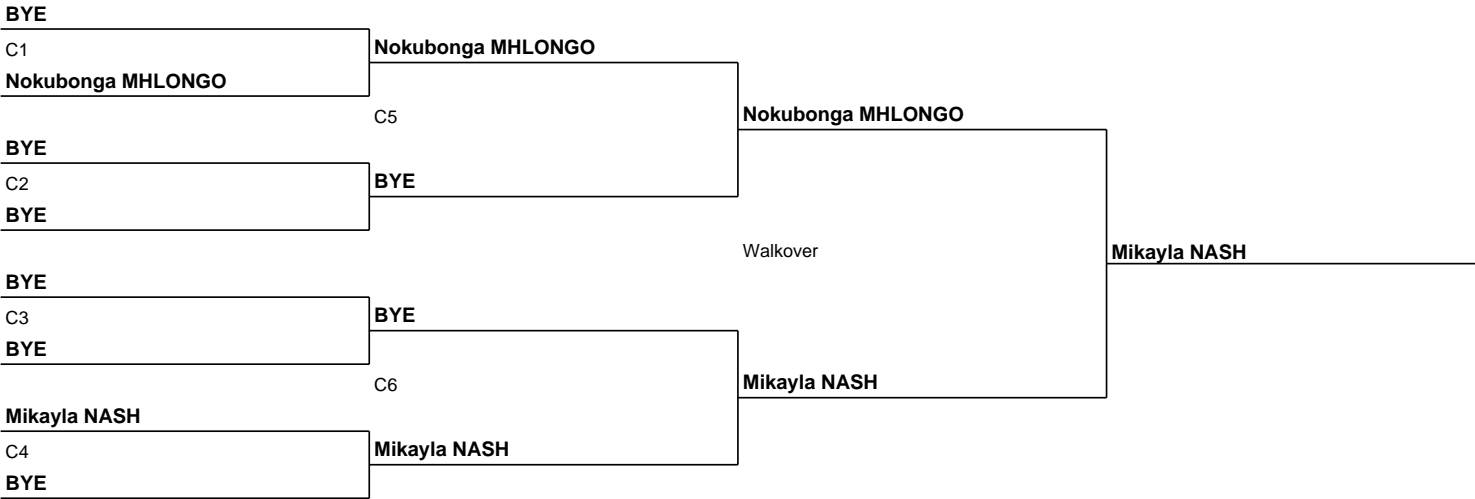 BYE
C1
Nokubonga MHLONGO
Nokubonga MHLONGO
C5
Nokubonga MHLONGO
BYE
C2
BYE
BYE
Walkover
Mikayla NASH
BYE
C3
BYE
BYE
C6
Mikayla NASH
Mikayla NASH
C4
Mikayla NASH
BYE